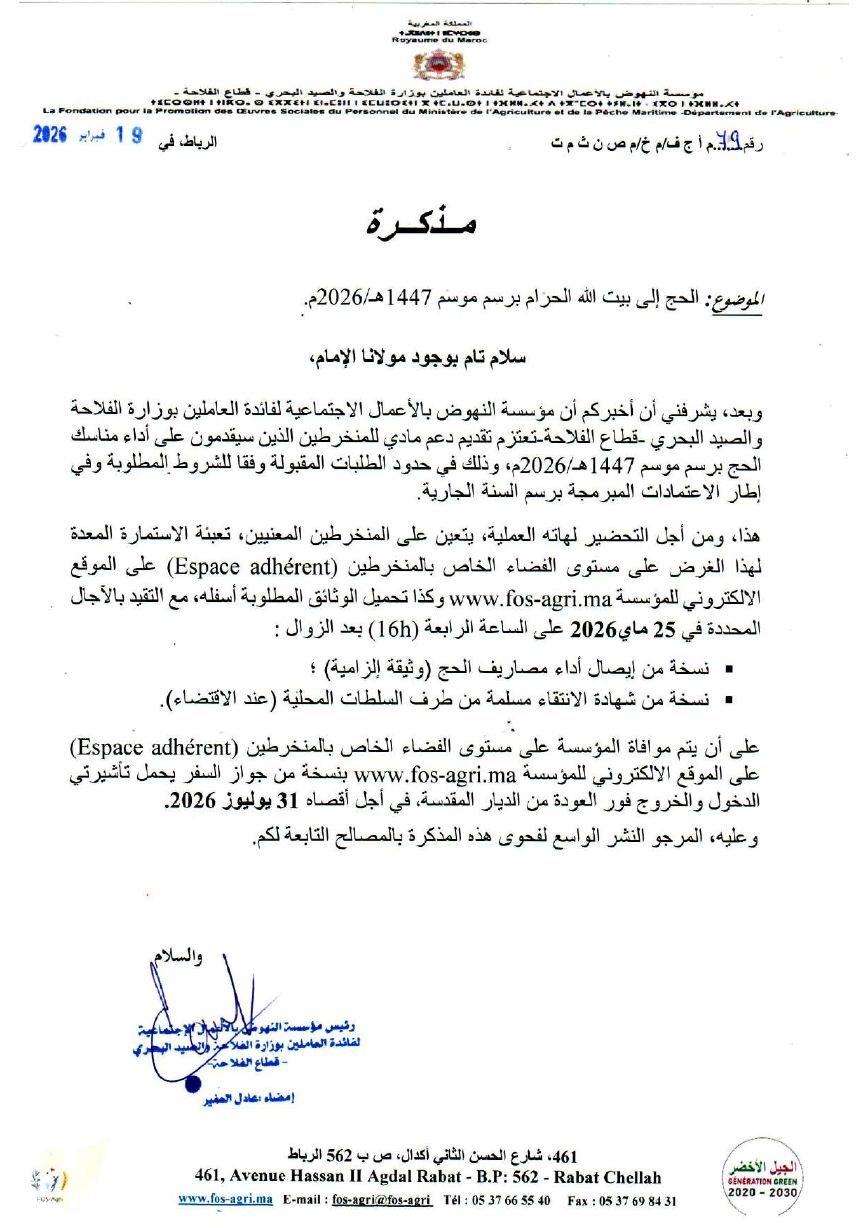 المملكة المغربية
ⵜⴰⴳⵍⴷⵉⵜ ⵏ ⵍⵎⵖⵔⵉⴱ
Royaume du Maroc
مؤسسة النهوض بالأعمال الاجتماعية لفائدة العاملين بوزارة الفلاحة والصيد البحري - قطاع الفلاحة -
La Fondation pour la Promotion des Œuvres Sociales du Personnel du Ministère de l'Agriculture et de la Pêche Maritime -Département de l'Agriculture-
رقم 79 م أ ج ف/م خ/م ص ن ث م ت
الرباط، في 19 فبراير 2026
مـذكـرة
الموضوع: الحج إلى بيت الله الحرام برسم موسم 1447هـ/2026م.
سلام تام بوجود مولانا الإمام،
وبعد، يشرفني أن أخبركم أن مؤسسة النهوض بالأعمال الاجتماعية لفائدة العاملين بوزارة الفلاحة
والصيد البحري -قطاع الفلاحة-تعتزم تقديم دعم مادي للمنخرطين الذين سيقدمون على أداء مناسك
الحج برسم موسم 1447هـ/2026م، وذلك في حدود الطلبات المقبولة وفقا للشروط المطلوبة وفي
إطار الاعتمادات المبرمجة برسم السنة الجارية.
هذا، ومن أجل التحضير لهاته العملية، يتعين على المنخرطين المعنيين، تعبئة الاستمارة المعدة
لهذا الغرض على مستوى الفضاء الخاص بالمنخرطين (Espace adhérent) على الموقع
الالكتروني للمؤسسة www.fos-agri.ma وكذا تحميل الوثائق المطلوبة أسفله، مع التقيد بالآجال
المحددة في 25 ماي2026 على الساعة الرابعة (16h) بعد الزوال :
▪ نسخة من إيصال أداء مصاريف الحج (وثيقة إلزامية) ؛
▪ نسخة من شهادة الانتقاء مسلمة من طرف السلطات المحلية (عند الاقتضاء).
على أن يتم موافاة المؤسسة على مستوى الفضاء الخاص بالمنخرطين (Espace adhérent)
على الموقع الالكتروني للمؤسسة www.fos-agri.ma بنسخة من جواز السفر يحمل تأشيرتي
الدخول والخروج فور العودة من الديار المقدسة، في أجل أقصاه 31 يوليوز 2026.
وعليه، المرجو النشر الواسع لفحوى هذه المذكرة بالمصالح التابعة لكم.
والسلام
رئيس مؤسسة النهوض بالأعمال الإجتماعية
لفائدة العاملين بوزارة الفلاحة والصيد البحري
- قطاع الفلاحة-
إمضاء :عادل الحفير
461، شارع الحسن الثاني أكدال، ص ب 562 الرباط
461, Avenue Hassan II Agdal Rabat - B.P: 562 - Rabat Chellah
www.fos-agri.ma E-mail : fos-agri@fos-agri Tél : 05 37 66 55 40 Fax : 05 37 69 84 31
FOS-Agri
الجيل الأخضر
GÉNÉRATION GREEN
2020 - 2030